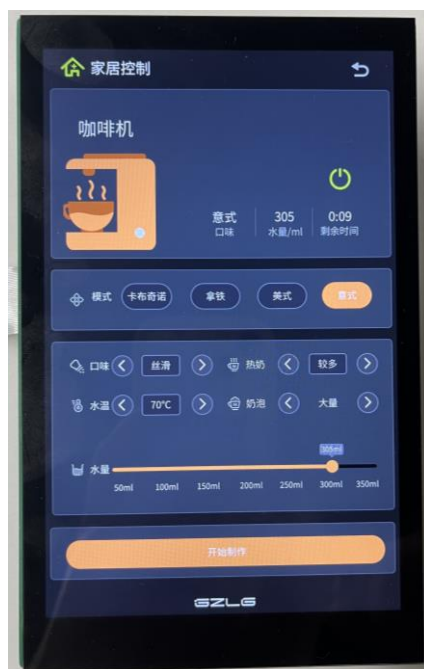 家居控制
咖啡机
意式 305 0:09
口味 水量/ml 剩余时间
模式 卡布奇诺 拿铁 美式 意式
口味 丝滑 热奶 较多
水温 70℃ 奶泡 大量
305ml
水量
50ml 100ml 150ml 200ml 250ml 300ml 350ml
开始制作
GZLG